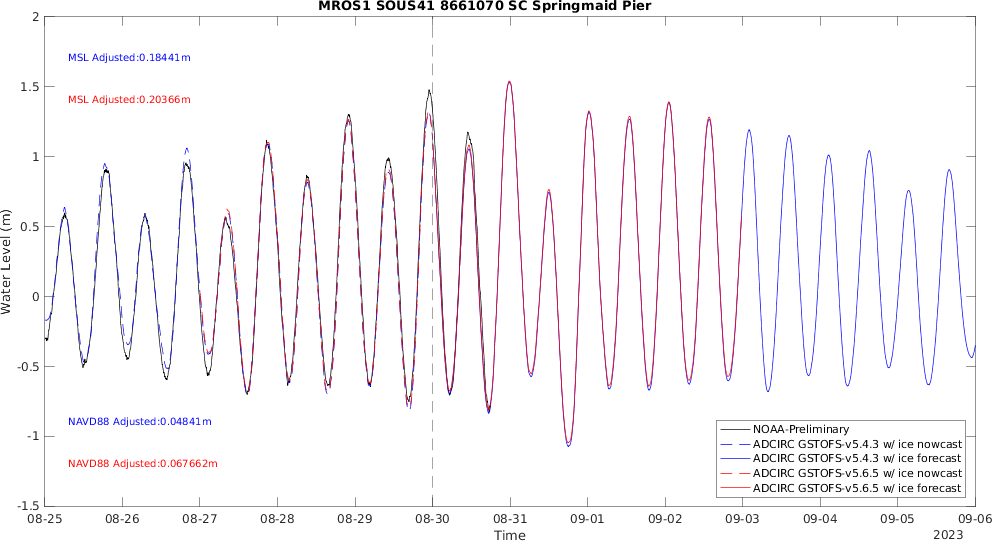 MROS1 SOUS41 8661070 SC Springmaid Pier
2
1.5
1
0.5
0
-0.5
-1
-1.5
Water Level (m)
MSL Adjusted:0.18441m
MSL Adjusted:0.20366m
NAVD88 Adjusted:0.04841m
NAVD88 Adjusted:0.067662m
NOAA-Preliminary
ADCIRC GSTOFS-v5.4.3 w/ ice nowcast
ADCIRC GSTOFS-v5.4.3 w/ ice forecast
ADCIRC GSTOFS-v5.6.5 w/ ice nowcast
ADCIRC GSTOFS-v5.6.5 w/ ice forecast
08-25 08-26 08-27 08-28 08-29 08-30 08-31 09-01 09-02 09-03 09-04 09-05 09-06
Time
2023